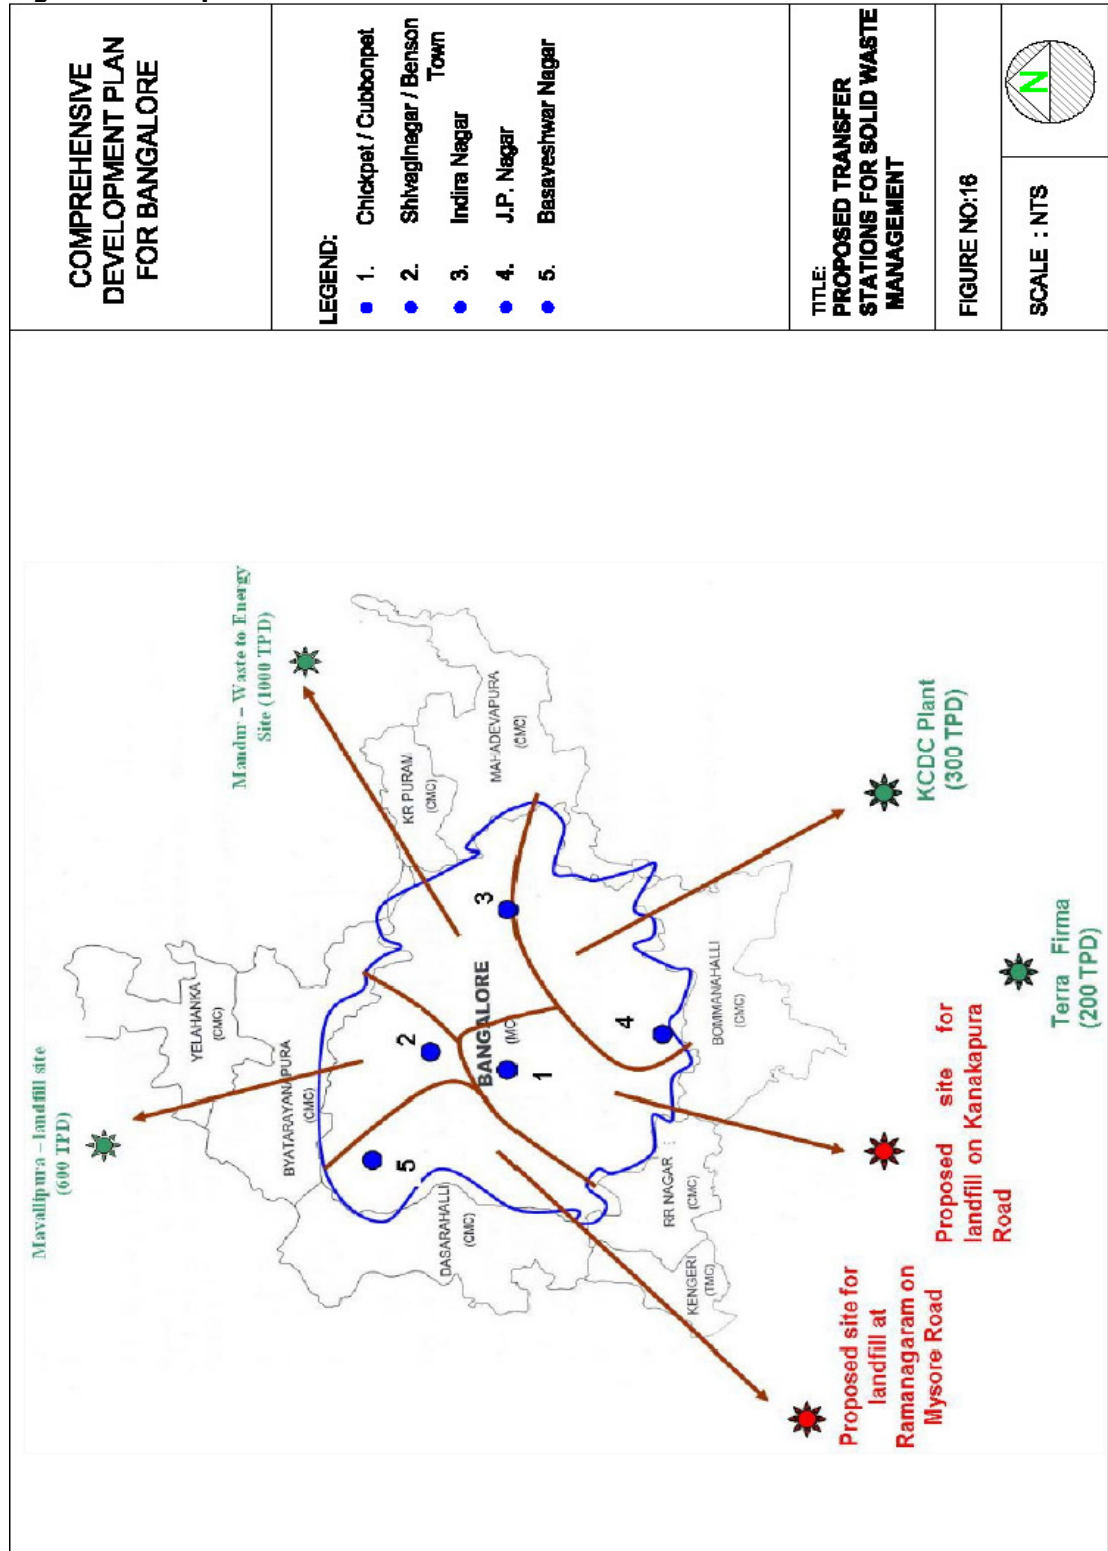 COMPREHENSIVE
DEVELOPMENT PLAN
FOR BANGALORE
LEGEND:
1. Chickpet / Cubbonpet
2. Shivaginagar / Benson
Town
3. Indira Nagar
4. J.P. Nagar
5. Basaveshwar Nagar
TITLE:
PROPOSED TRANSFER
STATIONS FOR SOLID WASTE
MANAGEMENT
FIGURE NO:16
SCALE : NTS
N
Mavallipura – landfill site
(600 TPD)
Mandur – Waste to Energy
Site (1000 TPD)
YELAHANKA
(CMC)
BYATARAYANAPURA
(CMC)
KR PURAM
(CMC)
MAHADEVAPURA
(CMC)
DASARAHALLI
(CMC)
BANGALORE
(MC)
5
2
1
3
4
RR NAGAR
(CMC)
KENGERI
(TMC)
BOMMANAHALLI
(CMC)
KCDC Plant
(300 TPD)
Terra Firma
(200 TPD)
Proposed site for
landfill on Kanakapura
Road
Proposed site for
landfill at
Ramanagaram on
Mysore Road